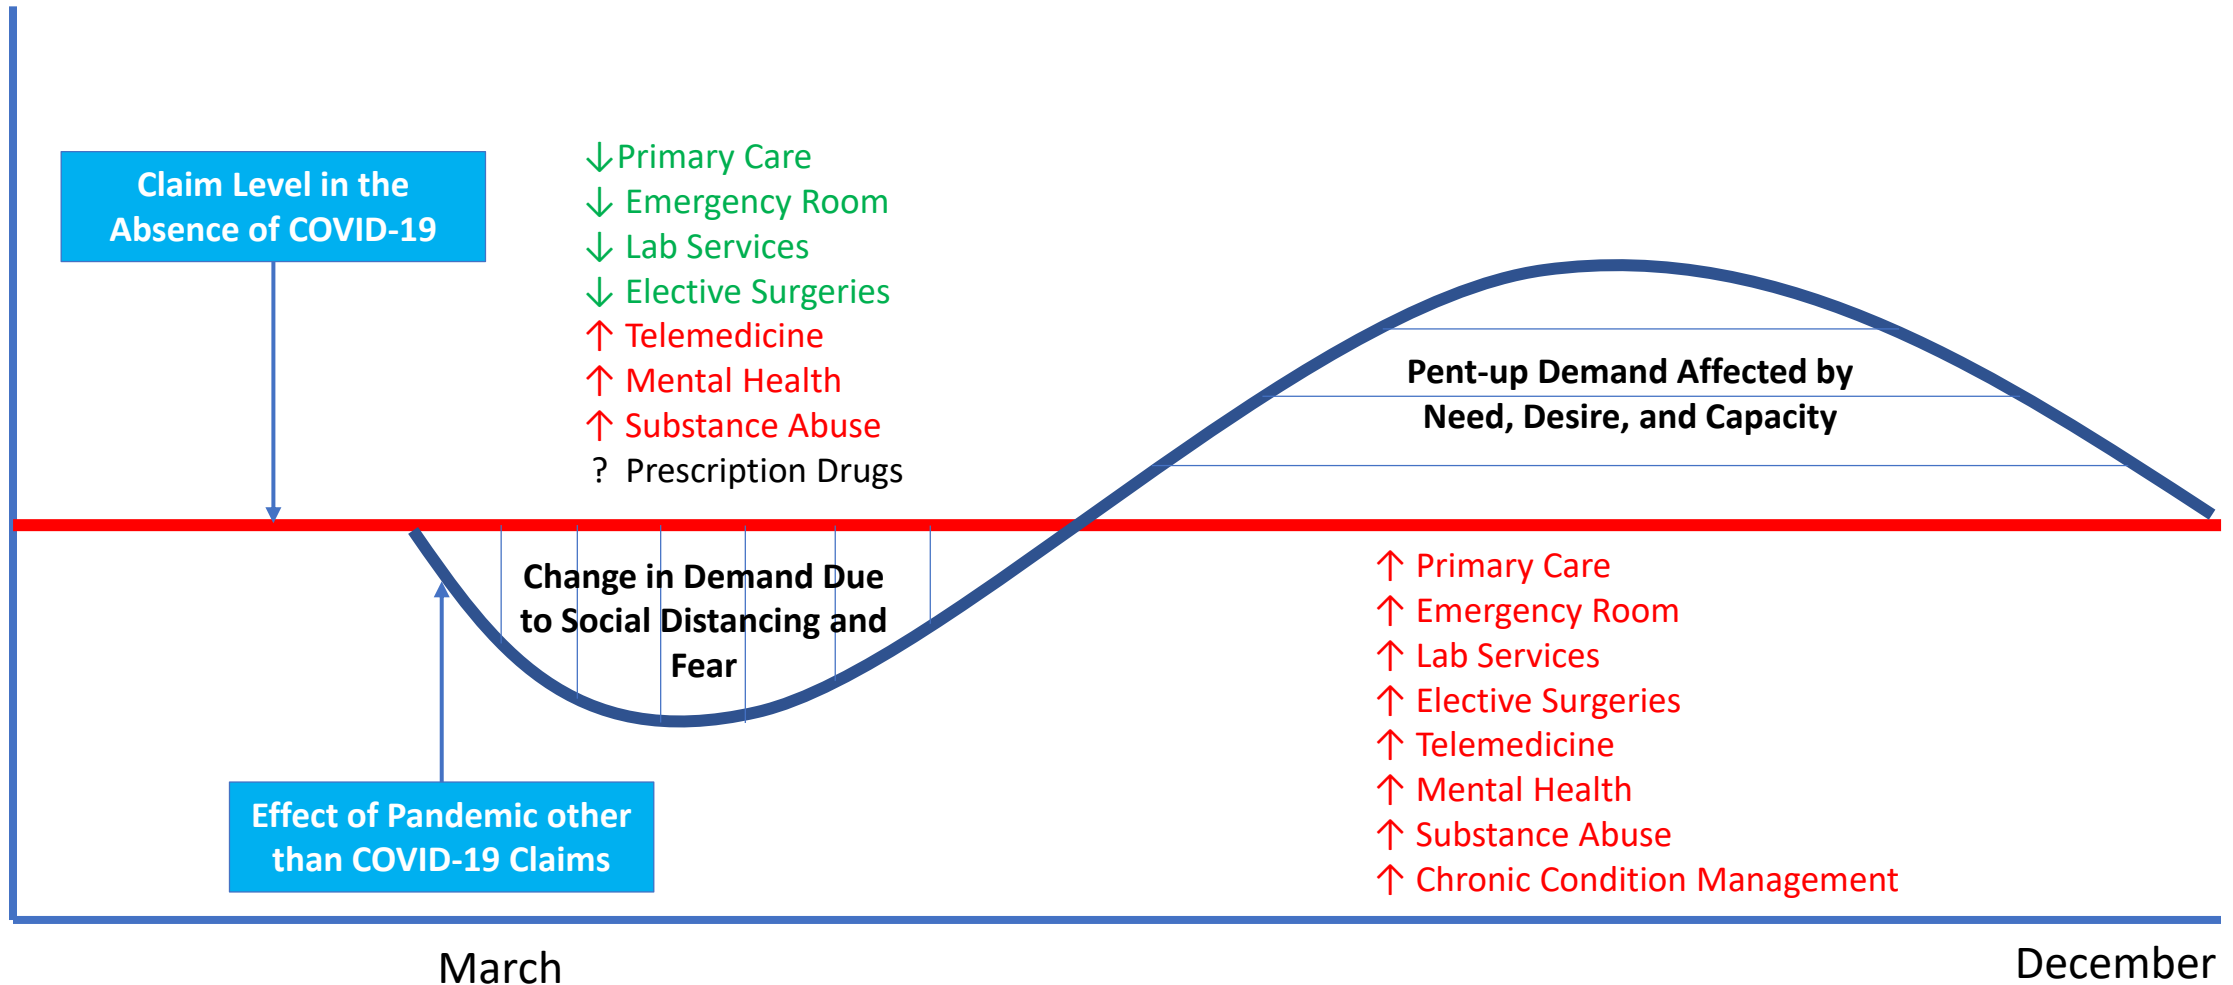 Claim Level in the
Absence of COVID-19
↓Primary Care
↓ Emergency Room
↓ Lab Services
↓ Elective Surgeries
↑ Telemedicine
↑ Mental Health
↑ Substance Abuse
? Prescription Drugs
Pent-up Demand Affected by
Need, Desire, and Capacity
Change in Demand Due
to Social Distancing and
Fear
Effect of Pandemic other
than COVID-19 Claims
↑ Primary Care
↑ Emergency Room
↑ Lab Services
↑ Elective Surgeries
↑ Telemedicine
↑ Mental Health
↑ Substance Abuse
↑ Chronic Condition Management
March
December